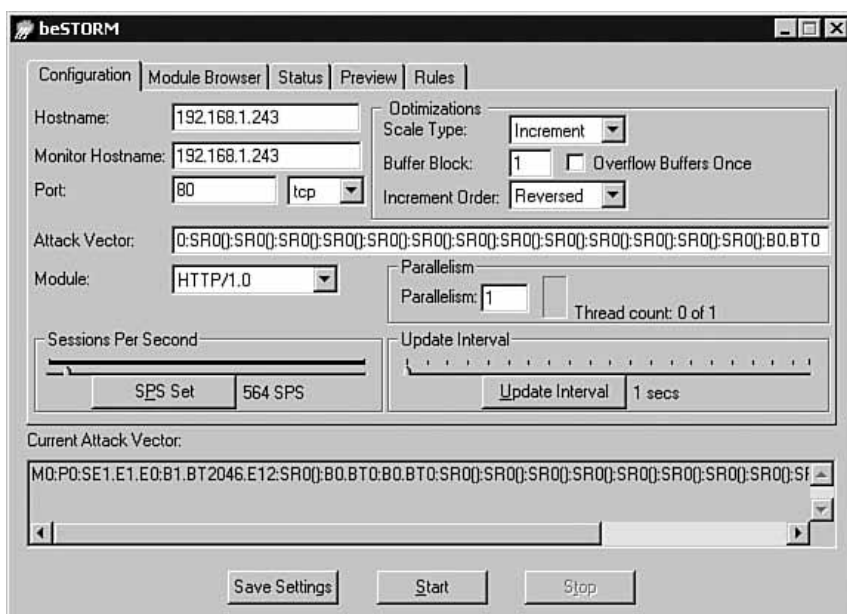 beSTORM
Configuration Module Browser Status Preview Rules
Hostname: 192.168.1.243
Monitor Hostname: 192.168.1.243
Port: 80 tcp
Optimizations
Scale Type: Increment
Buffer Block: 1 Overflow Buffers Once
Increment Order: Reversed
Attack Vector: 0:SR0():SR0():SR0():SR0():SR0():SR0():SR0():SR0():SR0():SR0():SR0():SR0():SR0():B0.BT0
Module: HTTP/1.0
Parallelism
Parallelism: 1
Thread count: 0 of 1
Sessions Per Second
SPS Set 564 SPS
Update Interval
Update Interval 1 secs
Current Attack Vector:
M0:P0:SE1.E1.E0:B1.BT2046.E12:SR0():B0.BT0:B0.BT0:SR0():SR0():SR0():SR0():SR0():SR0():SR0():SR0():S
Save Settings Start Stop